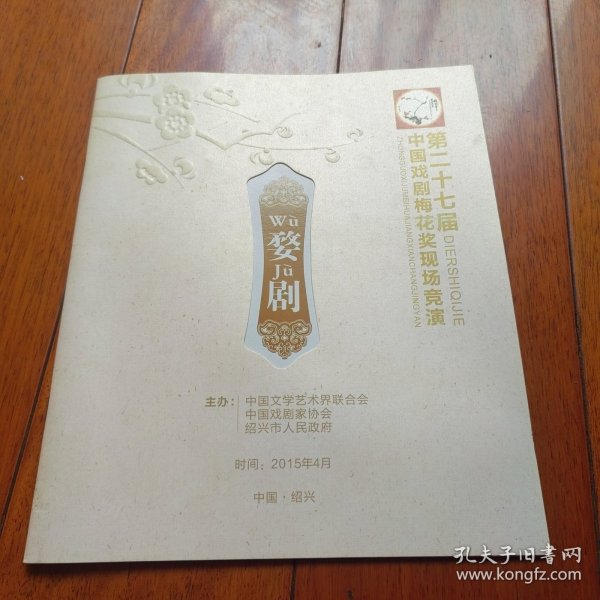 第二十七届
DIERSHIQIJIE
中国戏剧梅花奖现场竞演
ZHONGGUOXIJUMEIHUAJIANGXIANCHANGJINGYAN
Wù
婺
Jù
剧
主办：中国文学艺术界联合会
中国戏剧家协会
绍兴市人民政府
时间：2015年4月
中国·绍兴
孔夫子旧书网
www.kongfz.com